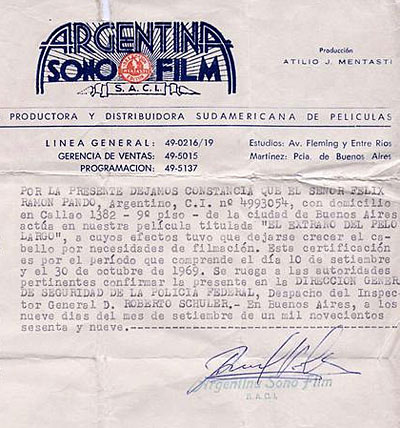 ARGENTINA
SONO FILM
S.A.C.I.
Producción
ATILIO J. MENTASTI
PRODUCTORA Y DISTRIBUIDORA SUDAMERICANA DE PELICULAS
LINEA GENERAL: 49-0216/19
GERENCIA DE VENTAS: 49-5015
PROGRAMACION: 49-5137
Estudios: Av. Fleming y Entre Rios
Martinez: Pcia. de Buenos Aires
POR LA PRESENTE DEJAMOS CONSTANCIA QUE EL SEÑOR FELIX
RAMON PANDO, Argentino, C.I. nº 4993054, con domicilio
en Callao 1382 - 9º piso - de la ciudad de Buenos Aires
actúa en nuestra película titulada "EL EXTRAÑO DEL PELO
LARGO", a cuyos efectos tuvo que dejarse crecer el ca-
bello por necesidades de filmación. Esta certificación
es por el período que comprende el día 10 de setiembre
y el 30 de octubre de 1969. Se ruega a las autoridades
pertinentes confirmar la presente en la DIRECCION GENERAL
DE SEGURIDAD DE LA POLICIA FEDERAL, Despacho del Inspec-
tor General D. ROBERTO SCHULER.- En Buenos Aires, a los
nueve días del mes de setiembre de un mil novecientos
sesenta y nueve.
Argentina Sono Film
S.A.C.I.